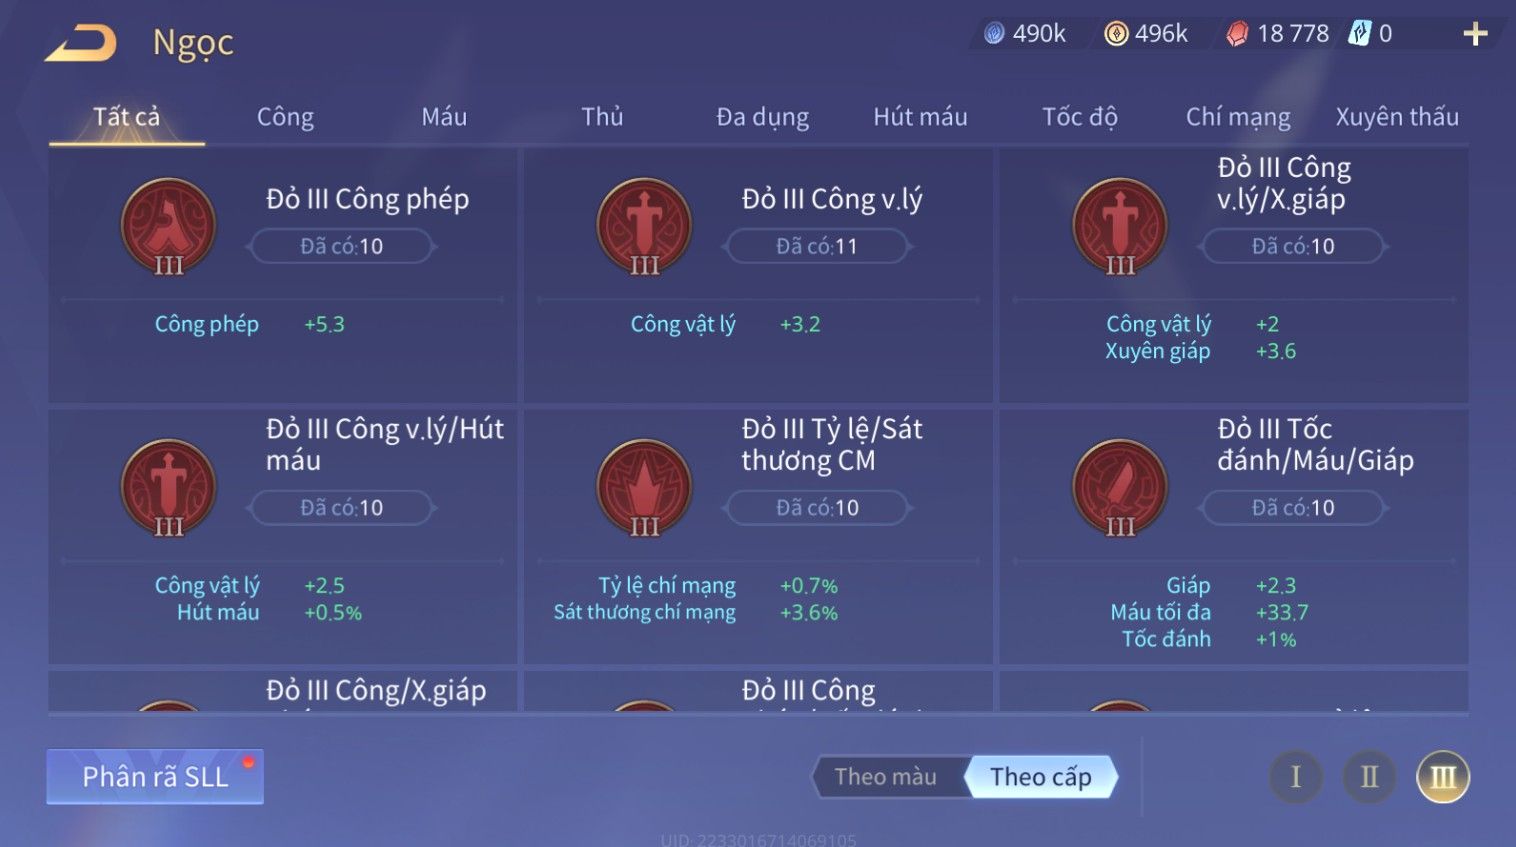 Ngọc
490k
496k
18 778
0
Tất cả
Công
Máu
Thủ
Đa dụng
Hút máu
Tốc độ
Chí mạng
Xuyên thấu
III
Đỏ III Công phép
Đã có:10
Công phép +5.3
III
Đỏ III Công v.lý
Đã có:11
Công vật lý +3.2
III
Đỏ III Công
v.lý/X.giáp
Đã có:10
Công vật lý +2
Xuyên giáp +3.6
III
Đỏ III Công v.lý/Hút
máu
Đã có:10
Công vật lý +2.5
Hút máu +0.5%
III
Đỏ III Tỷ lệ/Sát
thương CM
Đã có:10
Tỷ lệ chí mạng +0.7%
Sát thương chí mạng +3.6%
III
Đỏ III Tốc
đánh/Máu/Giáp
Đã có:10
Giáp +2.3
Máu tối đa +33.7
Tốc đánh +1%
Đỏ III Công/X.giáp
Đỏ III Công
Phân rã SLL
Theo màu
Theo cấp
I
II
III
UID: 2233016714069105